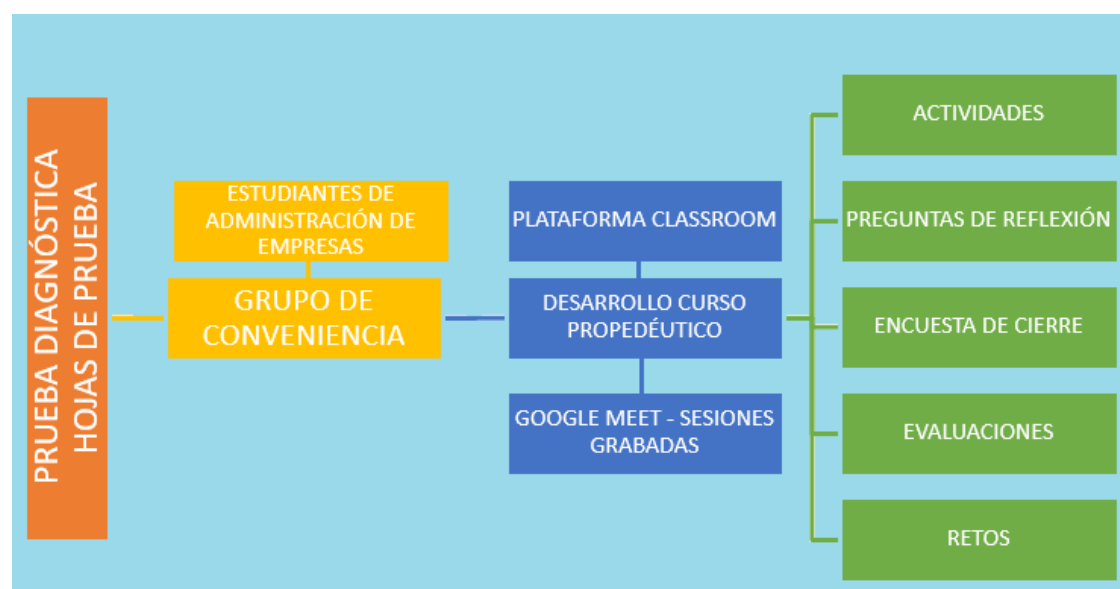 PRUEBA DIAGNÓSTICA
HOJAS DE PRUEBA
ESTUDIANTES DE
ADMINISTRACIÓN DE
EMPRESAS
GRUPO DE
CONVENIENCIA
PLATAFORMA CLASSROOM
DESARROLLO CURSO
PROPEDÉUTICO
GOOGLE MEET - SESIONES
GRABADAS
ACTIVIDADES
PREGUNTAS DE REFLEXIÓN
ENCUESTA DE CIERRE
EVALUACIONES
RETOS